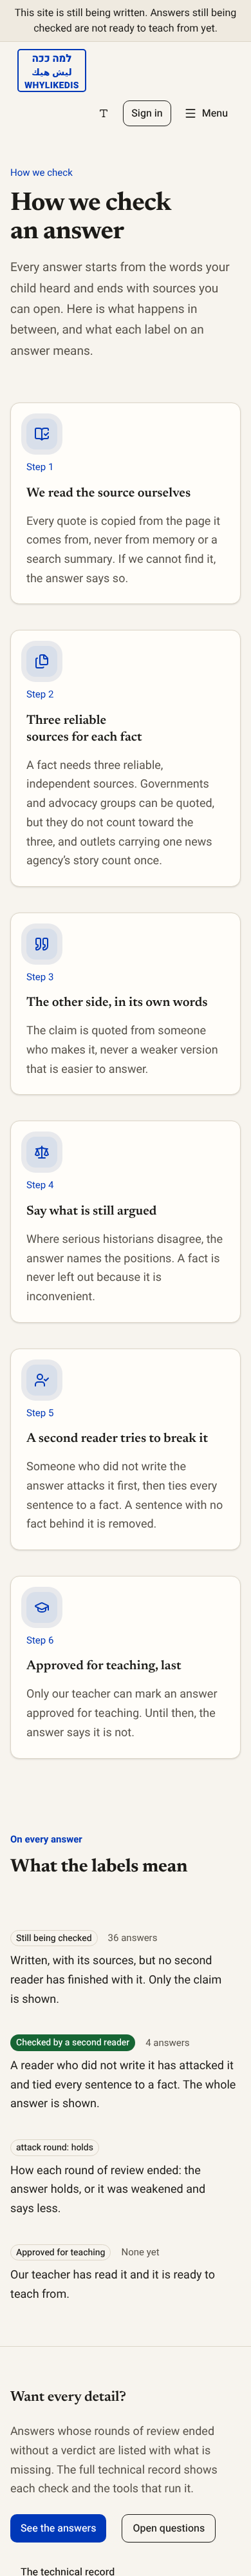 This site is still being written. Answers still being
checked are not ready to teach from yet.
למה ככה
ليش هيك
WHYLIKEDIS
T
Sign in
Menu
How we check
How we check
an answer
Every answer starts from the words your
child heard and ends with sources you
can open. Here is what happens in
between, and what each label on an
answer means.
Step 1
We read the source ourselves
Every quote is copied from the page it
comes from, never from memory or a
search summary. If we cannot find it,
the answer says so.
Step 2
Three reliable
sources for each fact
A fact needs three reliable,
independent sources. Governments
and advocacy groups can be quoted,
but they do not count toward the
three, and outlets carrying one news
agency’s story count once.
Step 3
The other side, in its own words
The claim is quoted from someone
who makes it, never a weaker version
that is easier to answer.
Step 4
Say what is still argued
Where serious historians disagree, the
answer names the positions. A fact is
never left out because it is
inconvenient.
Step 5
A second reader tries to break it
Someone who did not write the
answer attacks it first, then ties every
sentence to a fact. A sentence with no
fact behind it is removed.
Step 6
Approved for teaching, last
Only our teacher can mark an answer
approved for teaching. Until then, the
answer says it is not.
On every answer
What the labels mean
Still being checked 36 answers
Written, with its sources, but no second
reader has finished with it. Only the claim
is shown.
Checked by a second reader 4 answers
A reader who did not write it has attacked it
and tied every sentence to a fact. The whole
answer is shown.
attack round: holds
How each round of review ended: the
answer holds, or it was weakened and
says less.
Approved for teaching None yet
Our teacher has read it and it is ready to
teach from.
Want every detail?
Answers whose rounds of review ended
without a verdict are listed with what is
missing. The full technical record shows
each check and the tools that run it.
See the answers
Open questions
The technical record